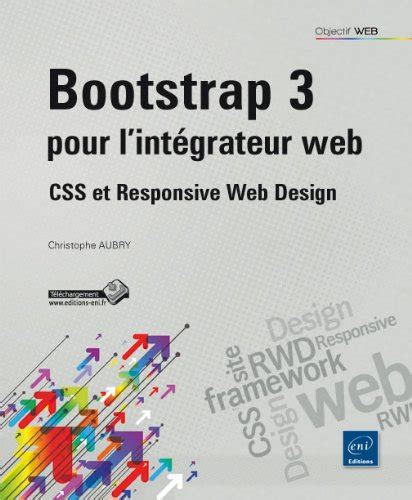 Objectif WEB
Bootstrap 3
pour l'intégrateur web
CSS et Responsive Web Design
Christophe AUBRY
Téléchargement
www.editions-eni.fr
Design
RWD
Responsive
site
framework
CSS
Design
web
RWD
eni
Editions